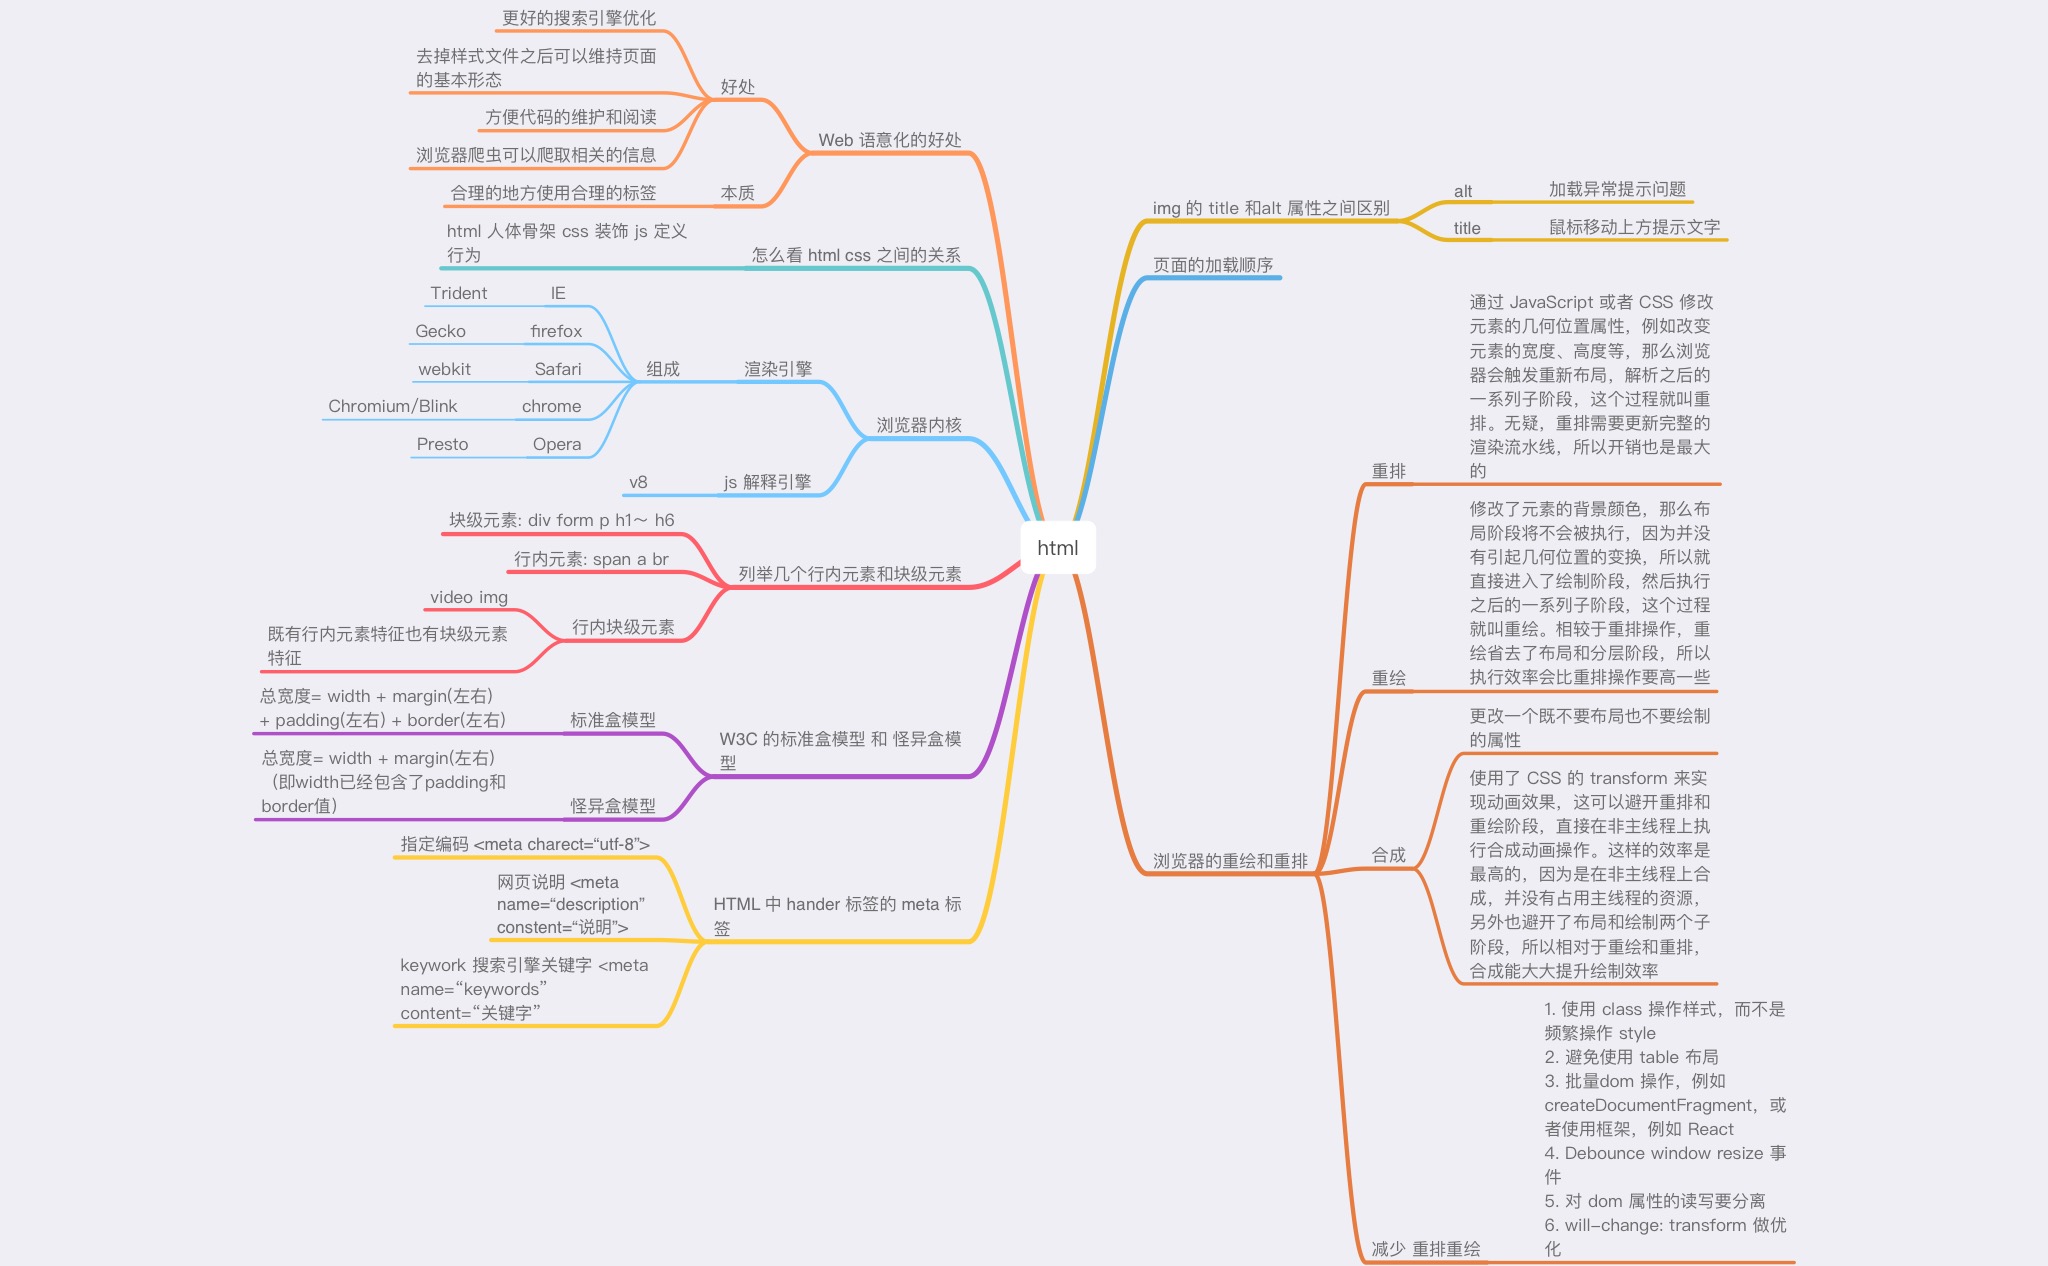 更好的搜索引擎优化
去掉样式文件之后可以维持页面
的基本形态
好处
方便代码的维护和阅读
浏览器爬虫可以爬取相关的信息
Web 语意化的好处
合理的地方使用合理的标签
本质
html 人体骨架 css 装饰 js 定义
行为
怎么看 html css 之间的关系
Trident
IE
Gecko
firefox
webkit
Safari
组成
渲染引擎
Chromium/Blink
chrome
浏览器内核
Presto
Opera
v8
js 解释引擎
块级元素: div form p h1～ h6
行内元素: span a br
列举几个行内元素和块级元素
video img
行内块级元素
既有行内元素特征也有块级元素
特征
总宽度= width + margin(左右)
+ padding(左右) + border(左右)
标准盒模型
W3C 的标准盒模型 和 怪异盒模
型
总宽度= width + margin(左右)
（即width已经包含了padding和
border值）
怪异盒模型
指定编码 <meta charect=“utf-8”>
网页说明 <meta
name=“description”
constent=“说明”>
HTML 中 hander 标签的 meta 标
签
keywork 搜索引擎关键字 <meta
name=“keywords”
content=“关键字”
html
img 的 title 和alt 属性之间区别
alt
加载异常提示问题
title
鼠标移动上方提示文字
页面的加载顺序
通过 JavaScript 或者 CSS 修改
元素的几何位置属性，例如改变
元素的宽度、高度等，那么浏览
器会触发重新布局，解析之后的
一系列子阶段，这个过程就叫重
排。无疑，重排需要更新完整的
渲染流水线，所以开销也是最大
的
重排
修改了元素的背景颜色，那么布
局阶段将不会被执行，因为并没
有引起几何位置的变换，所以就
直接进入了绘制阶段，然后执行
之后的一系列子阶段，这个过程
就叫重绘。相较于重排操作，重
绘省去了布局和分层阶段，所以
执行效率会比重排操作要高一些
重绘
更改一个既不要布局也不要绘制
的属性
使用了 CSS 的 transform 来实
现动画效果，这可以避开重排和
重绘阶段，直接在非主线程上执
行合成动画操作。这样的效率是
最高的，因为是在非主线程上合
成，并没有占用主线程的资源，
另外也避开了布局和绘制两个子
阶段，所以相对于重绘和重排，
合成能大大提升绘制效率
合成
浏览器的重绘和重排
1. 使用 class 操作样式，而不是
频繁操作 style
2. 避免使用 table 布局
3. 批量dom 操作，例如
createDocumentFragment，或
者使用框架，例如 React
4. Debounce window resize 事
件
5. 对 dom 属性的读写要分离
6. will-change: transform 做优
化
减少 重排重绘